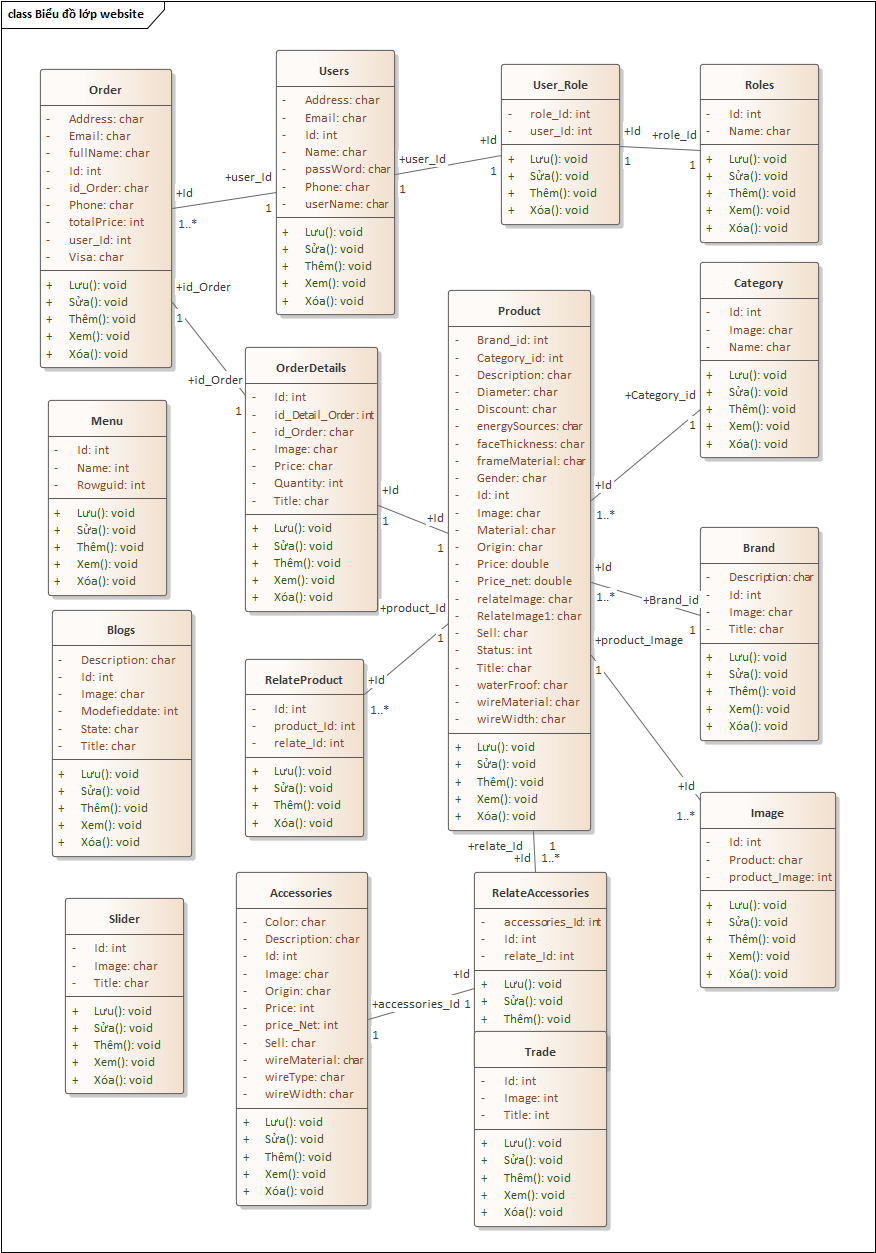 class Biểu đồ lớp website
Order
- Address: char
- Email: char
- fullName: char
- Id: int
- id_Order: char
- Phone: char
- totalPrice: int
- user_Id: int
- Visa: char
+ Lưu(): void
+ Sửa(): void
+ Thêm(): void
+ Xem(): void
+ Xóa(): void
Users
- Address: char
- Email: char
- Id: int
- Name: char
- passWord: char
- Phone: char
- userName: char
+ Lưu(): void
+ Sửa(): void
+ Thêm(): void
+ Xem(): void
+ Xóa(): void
User_Role
- role_Id: int
- user_Id: int
+ Lưu(): void
+ Sửa(): void
+ Thêm(): void
+ Xóa(): void
Roles
- Id: int
- Name: char
+ Lưu(): void
+ Sửa(): void
+ Thêm(): void
+ Xem(): void
+ Xóa(): void
+Id
1..*
+user_Id
1
+user_Id
1
+Id
1
+Id
1
+role_Id
1
+id_Order
1
+id_Order
1
OrderDetails
- Id: int
- id_Detail_Order: int
- id_Order: char
- Image: char
- Price: char
- Quantity: int
- Title: char
+ Lưu(): void
+ Sửa(): void
+ Thêm(): void
+ Xem(): void
+ Xóa(): void
Product
- Brand_id: int
- Category_id: int
- Description: char
- Diameter: char
- Discount: char
- energySources: char
- faceThickness: char
- frameMaterial: char
- Gender: char
- Id: int
- Image: char
- Material: char
- Origin: char
- Price: double
- Price_net: double
- relateImage: char
- RelateImage1: char
- Sell: char
- Status: int
- Title: char
- waterFroof: char
- wireMaterial: char
- wireWidth: char
+ Lưu(): void
+ Sửa(): void
+ Thêm(): void
+ Xem(): void
+ Xóa(): void
Category
- Id: int
- Image: char
- Name: char
+ Lưu(): void
+ Sửa(): void
+ Thêm(): void
+ Xem(): void
+ Xóa(): void
+Category_id
1
+Id
1..*
Menu
- Id: int
- Name: int
- Rowguid: int
+ Lưu(): void
+ Sửa(): void
+ Thêm(): void
+ Xem(): void
+ Xóa(): void
+Id
1
+Id
1
Brand
- Description: char
- Id: int
- Image: char
- Title: char
+ Lưu(): void
+ Sửa(): void
+ Thêm(): void
+ Xem(): void
+ Xóa(): void
+Id
1..*
+Brand_id
1
+product_Image
1
+Id
1..*
Blogs
- Description: char
- Id: int
- Image: char
- Modefieddate: int
- State: char
- Title: char
+ Lưu(): void
+ Sửa(): void
+ Thêm(): void
+ Xem(): void
+ Xóa(): void
+product_Id
1
+Id
1..*
RelateProduct
- Id: int
- product_Id: int
- relate_Id: int
+ Lưu(): void
+ Sửa(): void
+ Thêm(): void
+ Xóa(): void
Image
- Id: int
- Product: char
- product_Image: int
+ Lưu(): void
+ Sửa(): void
+ Thêm(): void
+ Xem(): void
+ Xóa(): void
+relate_Id 1
+Id 1..*
Slider
- Id: int
- Image: char
- Title: char
+ Lưu(): void
+ Sửa(): void
+ Thêm(): void
+ Xem(): void
+ Xóa(): void
Accessories
- Color: char
- Description: char
- Id: int
- Image: char
- Origin: char
- Price: int
- price_Net: int
- Sell: char
- wireMaterial: char
- wireType: char
- wireWidth: char
+ Lưu(): void
+ Sửa(): void
+ Thêm(): void
+ Xem(): void
+ Xóa(): void
+Id
1
+accessories_Id
1
RelateAccessories
- accessories_Id: int
- Id: int
- relate_Id: int
+ Lưu(): void
+ Sửa(): void
+ Thêm(): void
Trade
- Id: int
- Image: int
- Title: int
+ Lưu(): void
+ Sửa(): void
+ Thêm(): void
+ Xem(): void
+ Xóa(): void